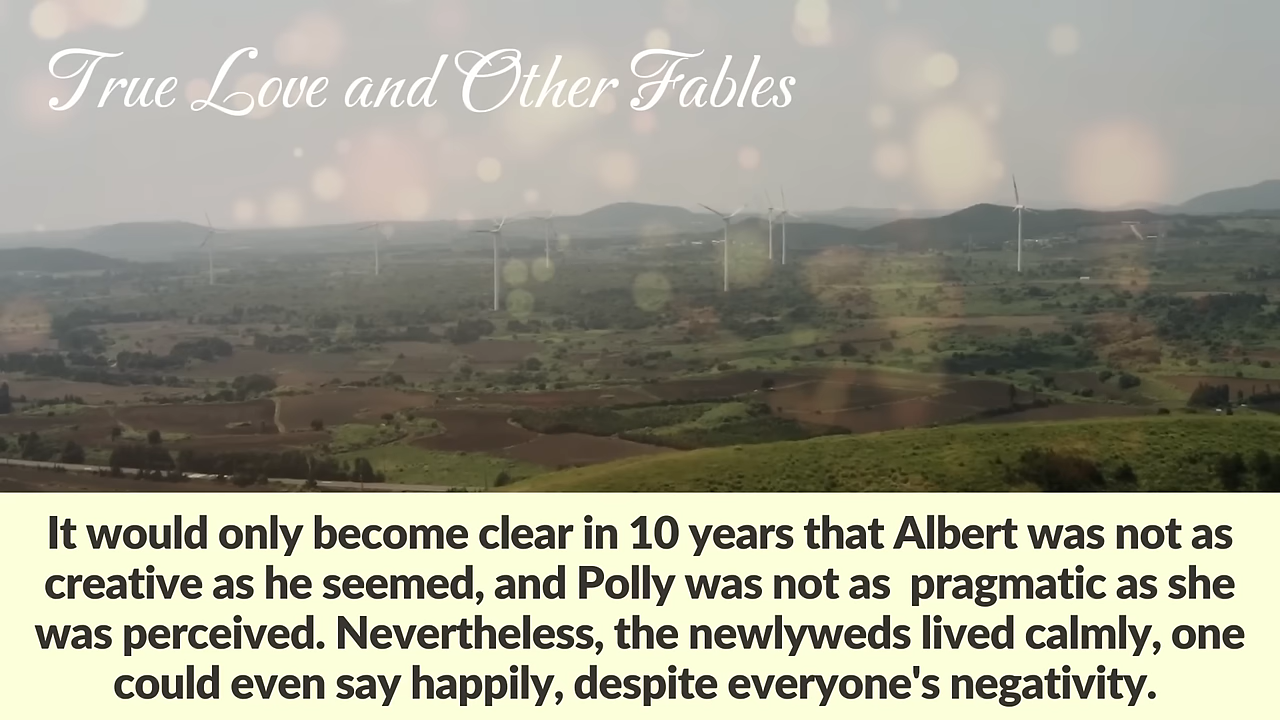 True Love and Other Fables
It would only become clear in 10 years that Albert was not as
creative as he seemed, and Polly was not as  pragmatic as she
was perceived. Nevertheless, the newlyweds lived calmly, one
could even say happily, despite everyone's negativity.